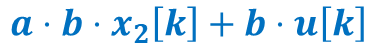 a · b · x₂[k] + b · u[k]